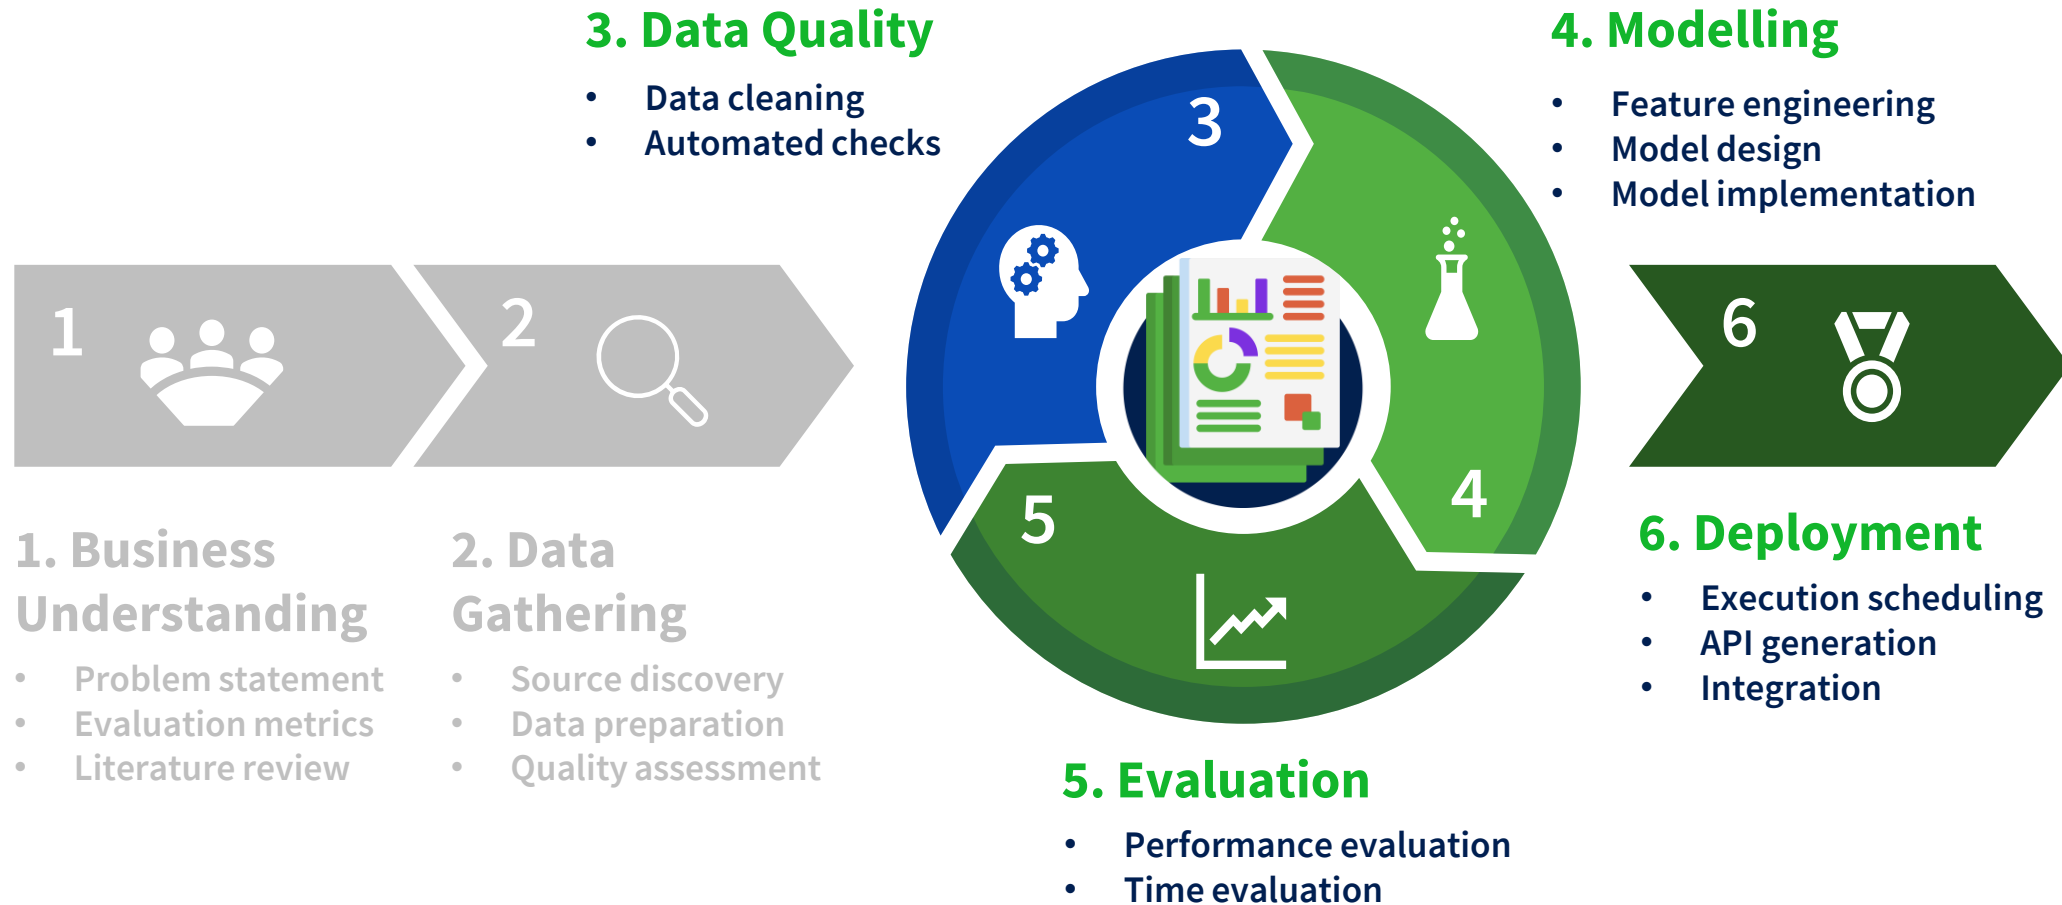 3. Data Quality
• Data cleaning
• Automated checks
4. Modelling
• Feature engineering
• Model design
• Model implementation
1
2
3
4
5
6
1. Business
Understanding
• Problem statement
• Evaluation metrics
• Literature review
2. Data
Gathering
• Source discovery
• Data preparation
• Quality assessment
6. Deployment
• Execution scheduling
• API generation
• Integration
5. Evaluation
• Performance evaluation
• Time evaluation